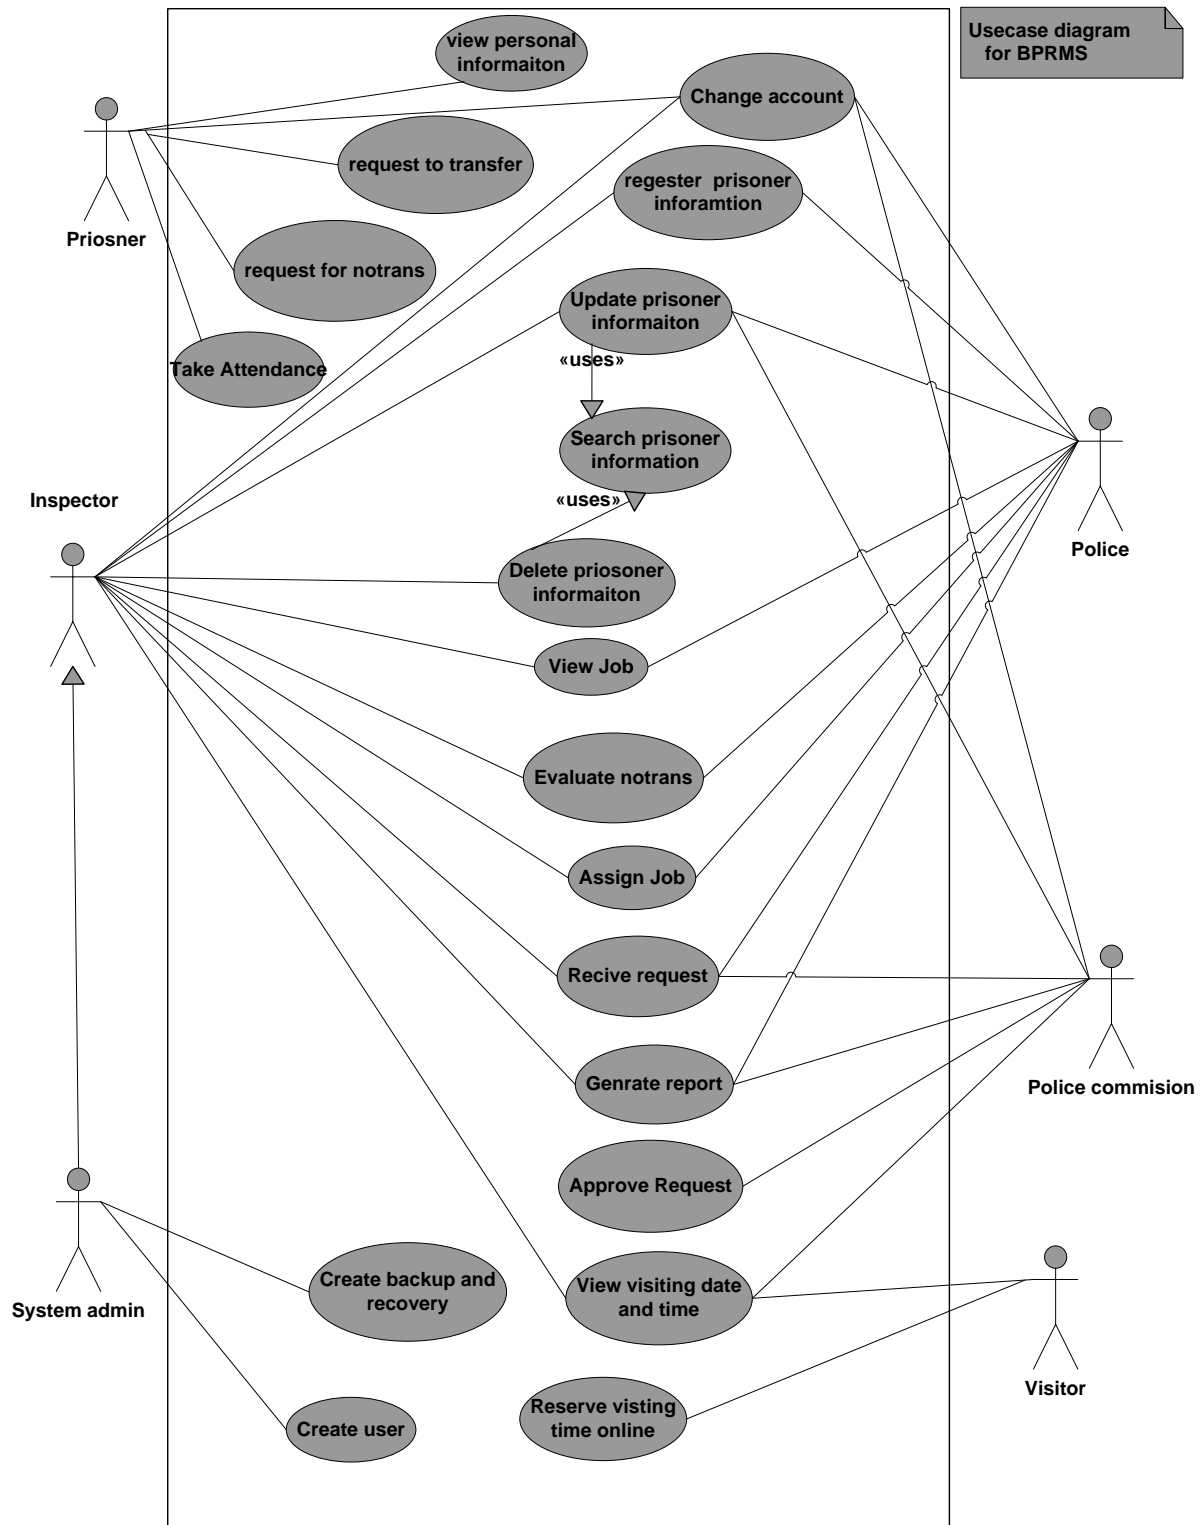 Usecase diagram
for BPRMS
view personal
informaiton
Change account
request to transfer
regester prisoner
inforamtion
Priosner
request for notrans
Update prisoner
informaiton
«uses»
Take Attendance
Search prisoner
information
«uses»
Inspector
Police
Delete priosoner
informaiton
View Job
Evaluate notrans
Assign Job
Recive request
Genrate report
Police commision
Approve Request
System admin
Create backup and
recovery
View visiting date
and time
Visitor
Reserve visting
time online
Create user